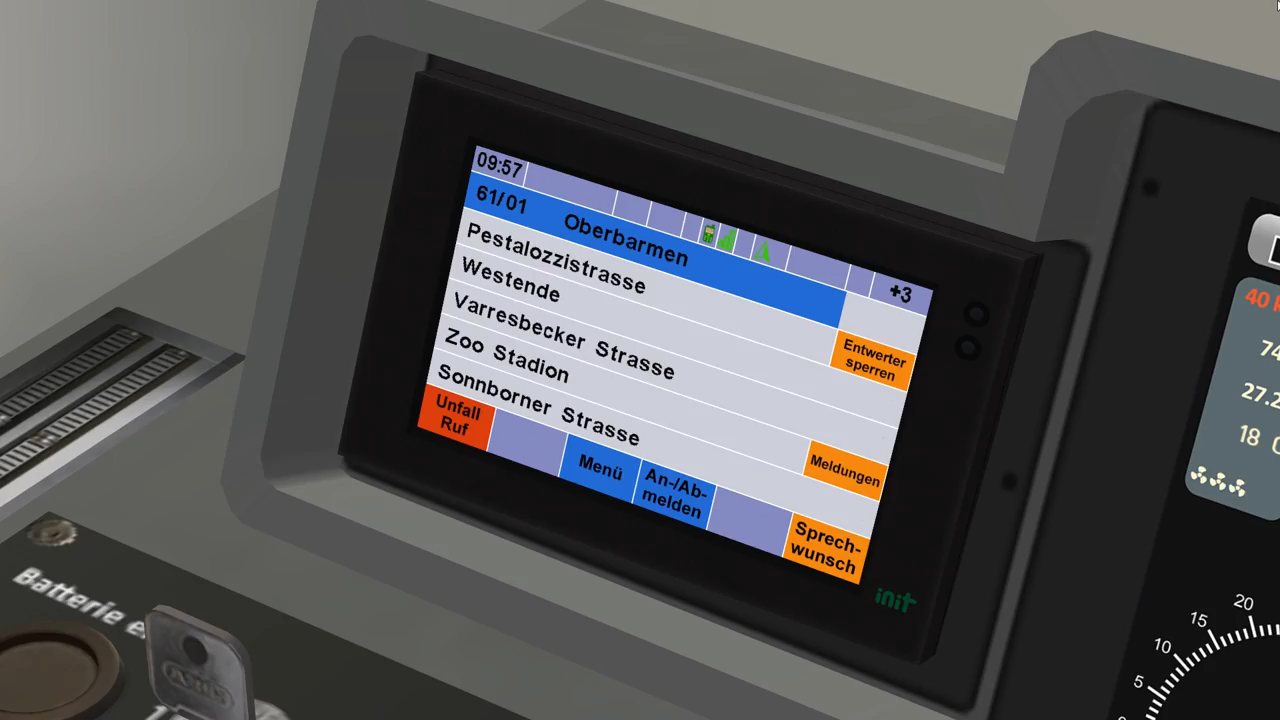 09:57
+3
61/01 Oberbarmen
Pestalozzistrasse
Westende
Varresbecker Strasse
Zoo Stadion
Sonnborner Strasse
Entwerter
sperren
Meldungen
Unfall
Ruf
Menü
An-/Ab-
melden
Sprech-
wunsch
init
Batterie
ABUS
40
27.2
18
20
15
10
5